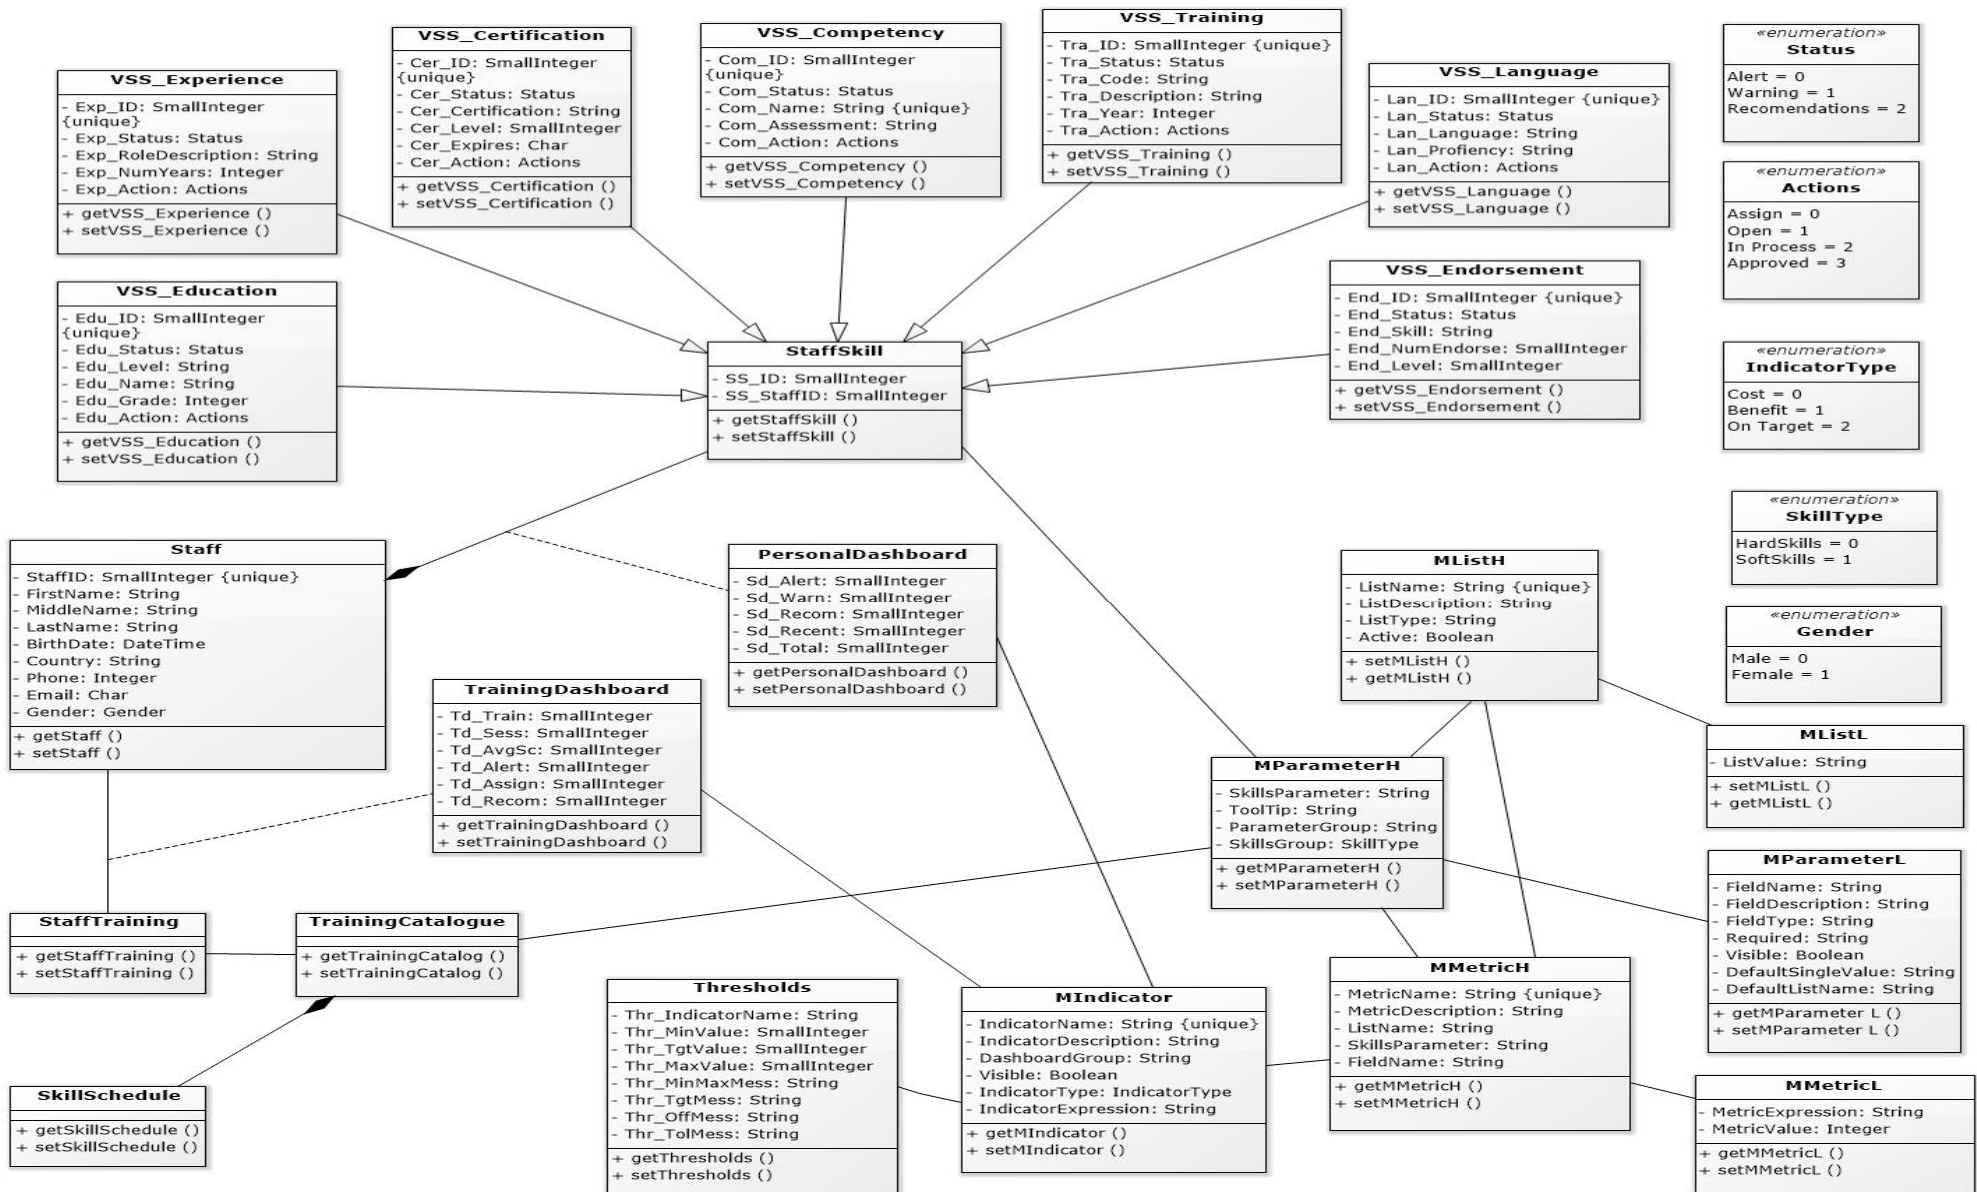 VSS_Experience
- Exp_ID: SmallInteger
{unique}
- Exp_Status: Status
- Exp_RoleDescription: String
- Exp_NumYears: Integer
- Exp_Action: Actions
+ getVSS_Experience ()
+ setVSS_Experience ()
VSS_Certification
- Cer_ID: SmallInteger
{unique}
- Cer_Status: Status
- Cer_Certification: String
- Cer_Level: SmallInteger
- Cer_Expires: Char
- Cer_Action: Actions
+ getVSS_Certification ()
+ setVSS_Certification ()
VSS_Competency
- Com_ID: SmallInteger
{unique}
- Com_Status: Status
- Com_Name: String {unique}
- Com_Assessment: String
- Com_Action: Actions
+ getVSS_Competency ()
+ setVSS_Competency ()
VSS_Training
- Tra_ID: SmallInteger {unique}
- Tra_Status: Status
- Tra_Code: String
- Tra_Description: String
- Tra_Year: Integer
- Tra_Action: Actions
+ getVSS_Training ()
+ setVSS_Training ()
VSS_Language
- Lan_ID: SmallInteger {unique}
- Lan_Status: Status
- Lan_Language: String
- Lan_Profiency: String
- Lan_Action: Actions
+ getVSS_Language ()
+ setVSS_Language ()
«enumeration»
Status
Alert = 0
Warning = 1
Recomendations = 2
«enumeration»
Actions
Assign = 0
Open = 1
In Process = 2
Approved = 3
VSS_Education
- Edu_ID: SmallInteger
{unique}
- Edu_Status: Status
- Edu_Level: String
- Edu_Name: String
- Edu_Grade: Integer
- Edu_Action: Actions
+ getVSS_Education ()
+ setVSS_Education ()
StaffSkill
- SS_ID: SmallInteger
- SS_StaffID: SmallInteger
+ getStaffSkill ()
+ setStaffSkill ()
VSS_Endorsement
- End_ID: SmallInteger {unique}
- End_Status: Status
- End_Skill: String
- End_NumEndorse: SmallInteger
- End_Level: SmallInteger
+ getVSS_Endorsement ()
+ setVSS_Endorsement ()
«enumeration»
IndicatorType
Cost = 0
Benefit = 1
On Target = 2
«enumeration»
SkillType
HardSkills = 0
SoftSkills = 1
«enumeration»
Gender
Male = 0
Female = 1
Staff
- StaffID: SmallInteger {unique}
- FirstName: String
- MiddleName: String
- LastName: String
- BirthDate: DateTime
- Country: String
- Phone: Integer
- Email: Char
- Gender: Gender
+ getStaff ()
+ setStaff ()
PersonalDashboard
- Sd_Alert: SmallInteger
- Sd_Warn: SmallInteger
- Sd_Recom: SmallInteger
- Sd_Recent: SmallInteger
- Sd_Total: SmallInteger
+ getPersonalDashboard ()
+ setPersonalDashboard ()
MListH
- ListName: String {unique}
- ListDescription: String
- ListType: String
- Active: Boolean
+ setMListH ()
+ getMListH ()
TrainingDashboard
- Td_Train: SmallInteger
- Td_Sess: SmallInteger
- Td_AvgSc: SmallInteger
- Td_Alert: SmallInteger
- Td_Assign: SmallInteger
- Td_Recom: SmallInteger
+ getTrainingDashboard ()
+ setTrainingDashboard ()
MListL
- ListValue: String
+ setMListL ()
+ getMListL ()
MParameterH
- SkillsParameter: String
- ToolTip: String
- ParameterGroup: String
- SkillsGroup: SkillType
+ getMParameterH ()
+ setMParameterH ()
MParameterL
- FieldName: String
- FieldDescription: String
- FieldType: String
- Required: String
- Visible: Boolean
- DefaultSingleValue: String
- DefaultListName: String
+ getMParameter L ()
+ setMParameter L ()
StaffTraining
+ getStaffTraining ()
+ setStaffTraining ()
TrainingCatalogue
+ getTrainingCatalog ()
+ setTrainingCatalog ()
Thresholds
- Thr_IndicatorName: String
- Thr_MinValue: SmallInteger
- Thr_TgtValue: SmallInteger
- Thr_MaxValue: SmallInteger
- Thr_MinMaxMess: String
- Thr_TgtMess: String
- Thr_OffMess: String
- Thr_TolMess: String
+ getThresholds ()
+ setThresholds ()
MIndicator
- IndicatorName: String {unique}
- IndicatorDescription: String
- DashboardGroup: String
- Visible: Boolean
- IndicatorType: IndicatorType
- IndicatorExpression: String
+ getMIndicator ()
+ setMIndicator ()
MMetricH
- MetricName: String {unique}
- MetricDescription: String
- ListName: String
- SkillsParameter: String
- FieldName: String
+ getMMetricH ()
+ setMMetricH ()
SkillSchedule
+ getSkillSchedule ()
+ setSkillSchedule ()
MMetricL
- MetricExpression: String
- MetricValue: Integer
+ getMMetricL ()
+ setMMetricL ()